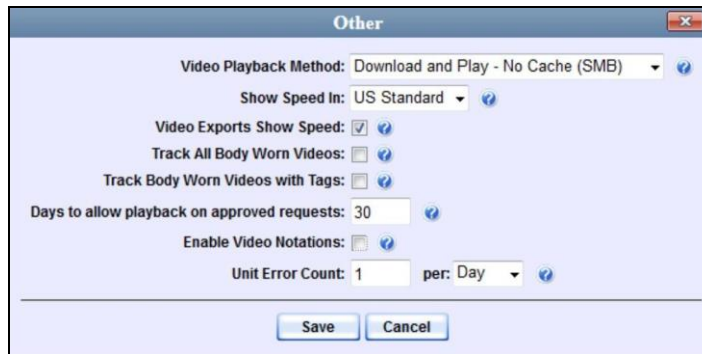 Other
Video Playback Method: Download and Play - No Cache (SMB)
Show Speed In: US Standard
Video Exports Show Speed:
Track All Body Worn Videos:
Track Body Worn Videos with Tags:
Days to allow playback on approved requests: 30
Enable Video Notations:
Unit Error Count: 1 per: Day
Save Cancel